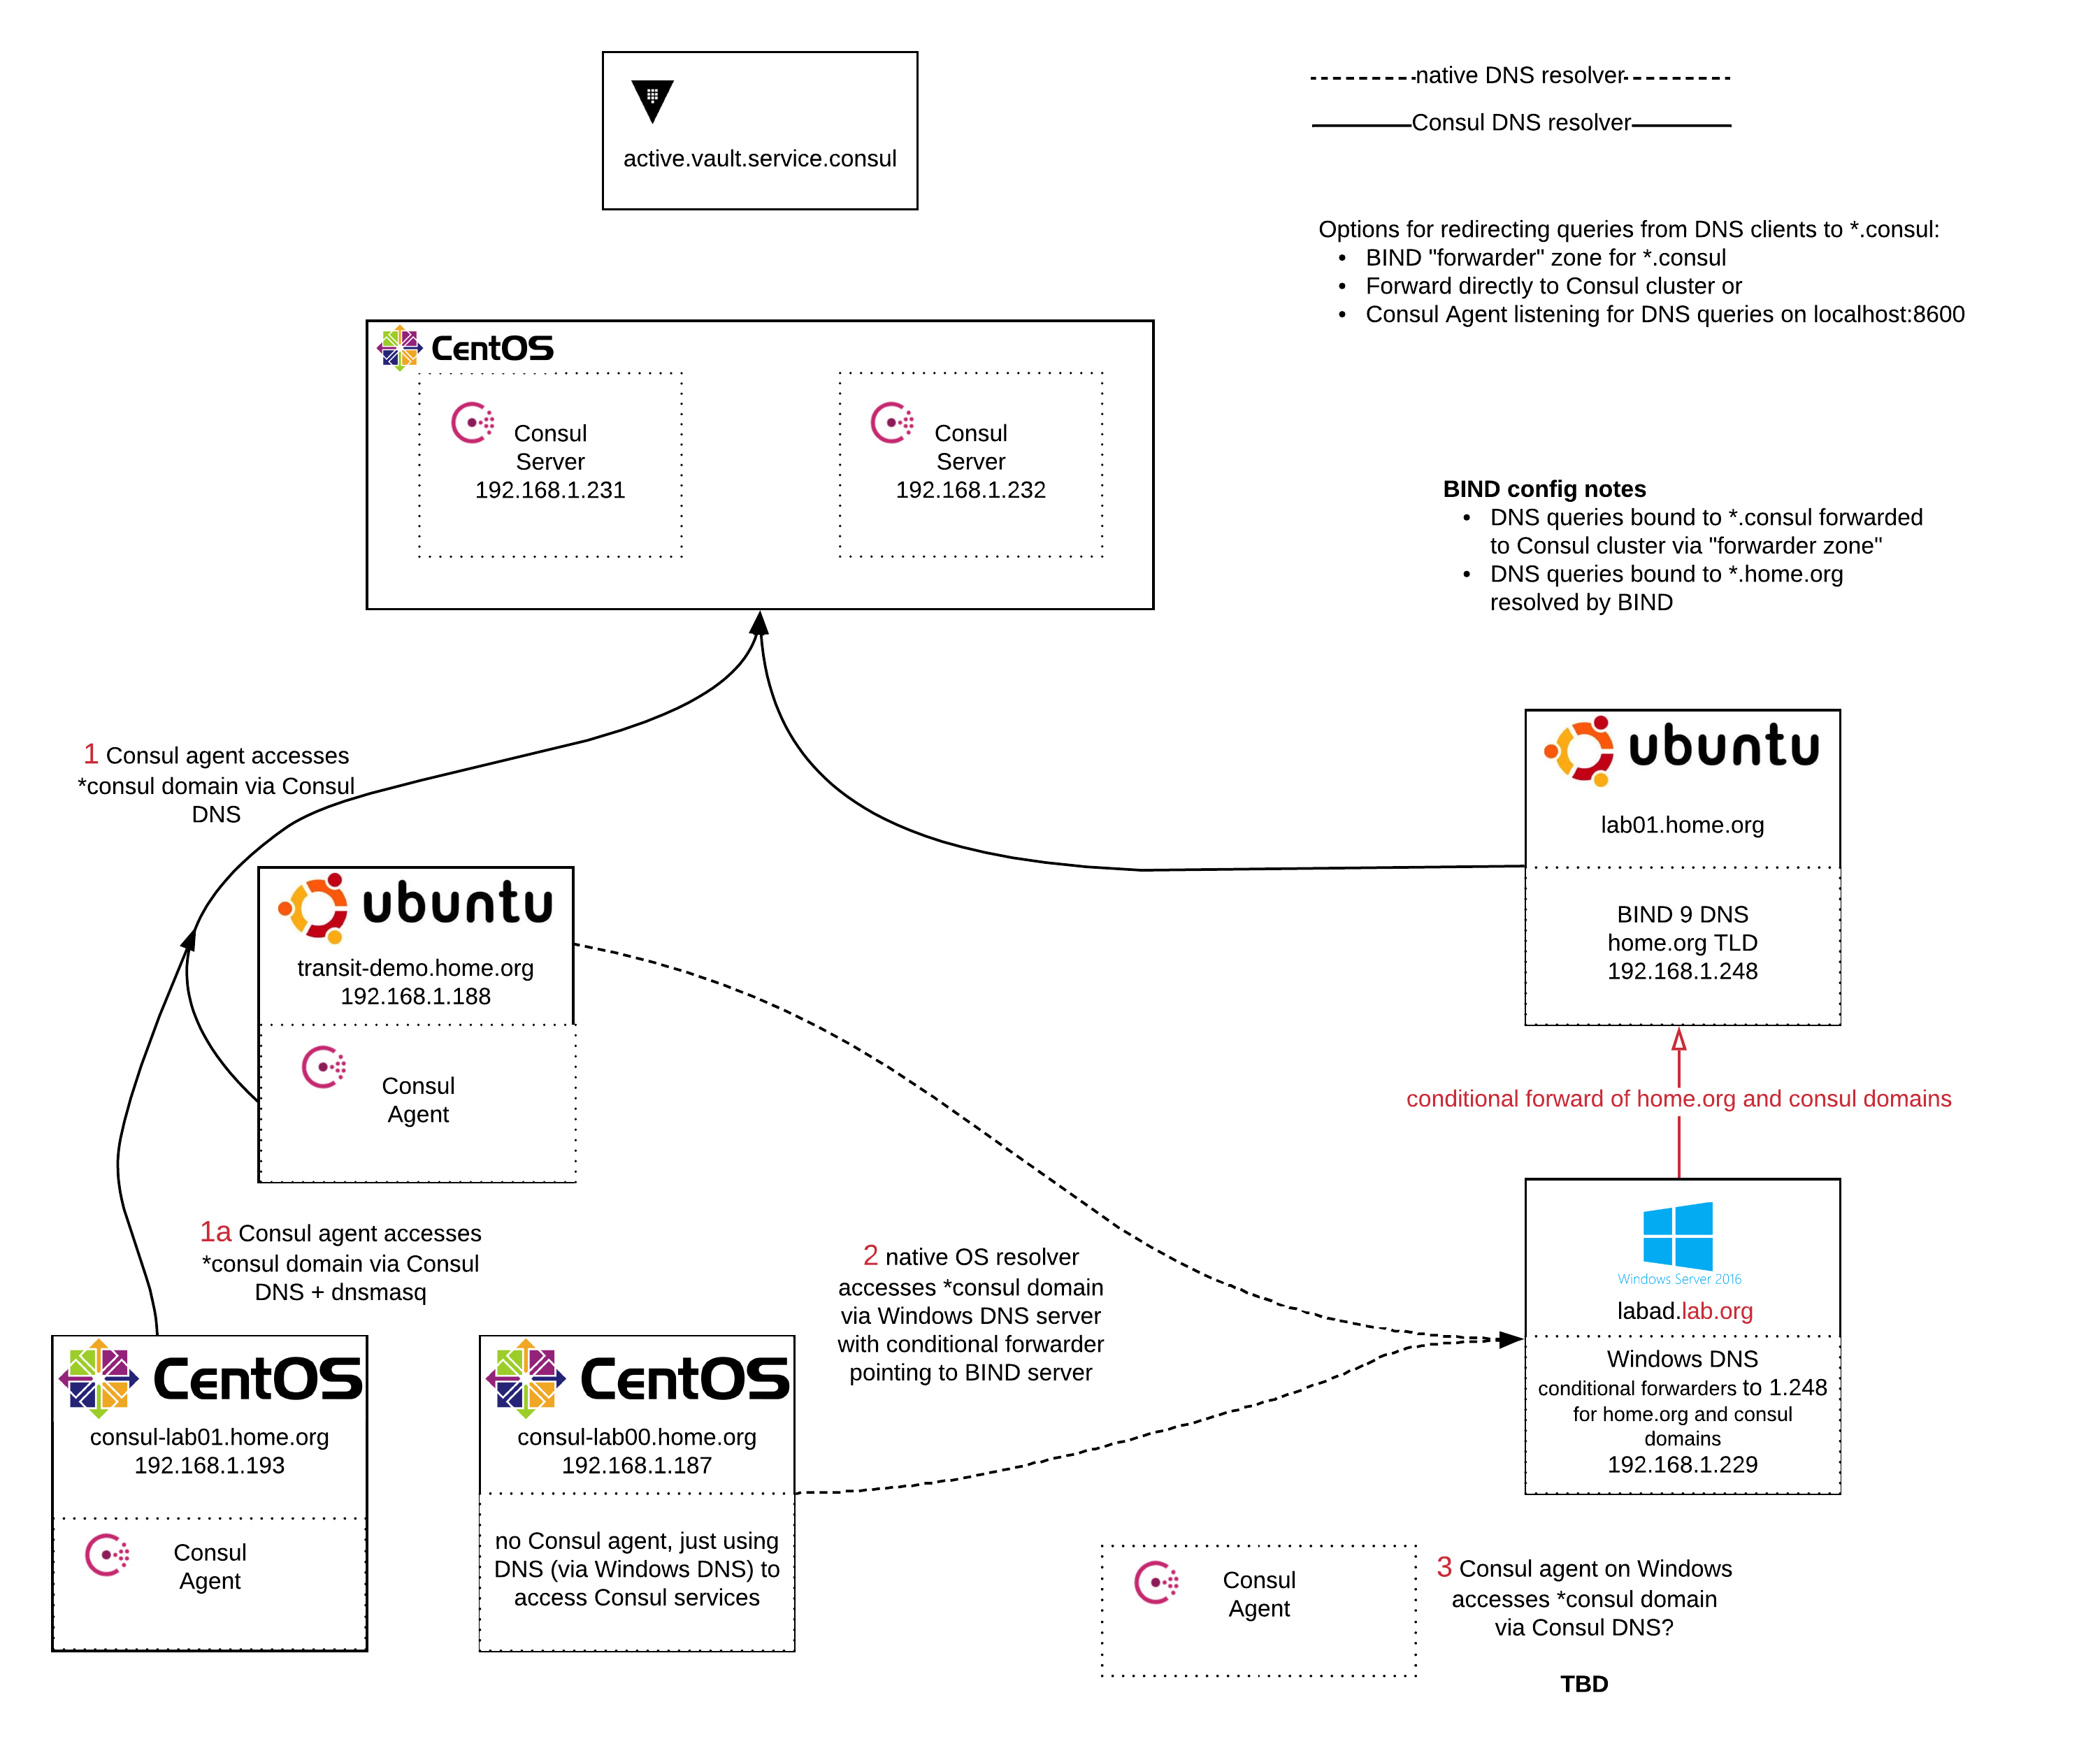 active.vault.service.consul
native DNS resolver
Consul DNS resolver
Options for redirecting queries from DNS clients to *.consul:
• BIND "forwarder" zone for *.consul
• Forward directly to Consul cluster or
• Consul Agent listening for DNS queries on localhost:8600
CentOS
Consul
Server
192.168.1.231
Consul
Server
192.168.1.232
BIND config notes
• DNS queries bound to *.consul forwarded
to Consul cluster via "forwarder zone"
• DNS queries bound to *.home.org
resolved by BIND
1 Consul agent accesses
*consul domain via Consul
DNS
ubuntu
lab01.home.org
BIND 9 DNS
home.org TLD
192.168.1.248
ubuntu
transit-demo.home.org
192.168.1.188
Consul
Agent
conditional forward of home.org and consul domains
1a Consul agent accesses
*consul domain via Consul
DNS + dnsmasq
2 native OS resolver
accesses *consul domain
via Windows DNS server
with conditional forwarder
pointing to BIND server
Windows Server 2016
labad.lab.org
Windows DNS
conditional forwarders to 1.248
for home.org and consul
domains
192.168.1.229
CentOS
consul-lab01.home.org
192.168.1.193
Consul
Agent
CentOS
consul-lab00.home.org
192.168.1.187
no Consul agent, just using
DNS (via Windows DNS) to
access Consul services
Consul
Agent
3 Consul agent on Windows
accesses *consul domain
via Consul DNS?
TBD